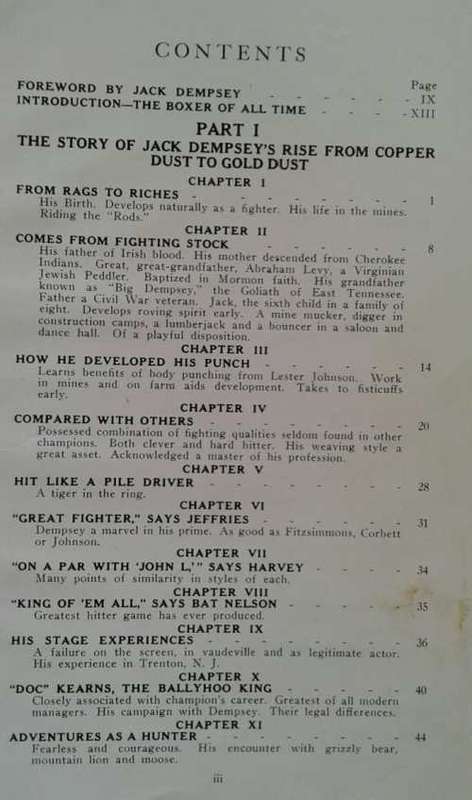 CONTENTS
Page
FOREWORD BY JACK DEMPSEY - - - - - - IX
INTRODUCTION—THE BOXER OF ALL TIME - - - -XIII
PART I
THE STORY OF JACK DEMPSEY'S RISE FROM COPPER
DUST TO GOLD DUST
CHAPTER I
FROM RAGS TO RICHES - - - - - - - 1
His Birth. Develops naturally as a fighter. His life in the mines.
Riding the "Rods."
CHAPTER II
COMES FROM FIGHTING STOCK - - - - - - 8
His father of Irish blood. His mother descended from Cherokee
Indians. Great, great-grandfather, Abraham Levy, a Virginian
Jewish Peddler. Baptized in Mormon faith. His grandfather
known as "Big Dempsey," the Goliath of East Tennessee.
Father a Civil War veteran. Jack, the sixth child in a family of
eight. Develops roving spirit early. A mine mucker, digger in
construction camps, a lumberjack and a bouncer in a saloon and
dance hall. Of a playful disposition.
CHAPTER III
HOW HE DEVELOPED HIS PUNCH - - - - - 14
Learns benefits of body punching from Lester Johnson. Work
in mines and on farm aids development. Takes to fisticuffs
early.
CHAPTER IV
COMPARED WITH OTHERS - - - - - - - 20
Possessed combination of fighting qualities seldom found in other
champions. Both clever and hard hitter. His weaving style a
great asset. Acknowledged a master of his profession.
CHAPTER V
HIT LIKE A PILE DRIVER - - - - - - - 28
A tiger in the ring.
CHAPTER VI
"GREAT FIGHTER," SAYS JEFFRIES - - - - - 31
Dempsey a marvel in his prime. As good as Fitzsimmons, Corbett
or Johnson.
CHAPTER VII
"ON A PAR WITH 'JOHN L,'" SAYS HARVEY - - - - 34
Many points of similarity in styles of each.
CHAPTER VIII
"KING OF 'EM ALL," SAYS BAT NELSON - - - - 35
Greatest hitter game has ever produced.
CHAPTER IX
HIS STAGE EXPERIENCES - - - - - - - 36
A failure on the screen, in vaudeville and as legitimate actor.
His experience in Trenton, N. J.
CHAPTER X
"DOC" KEARNS, THE BALLYHOO KING - - - - - 40
Closely associated with champion's career. Greatest of all modern
managers. His campaign with Dempsey. Their legal differences.
CHAPTER XI
ADVENTURES AS A HUNTER - - - - - - - 44
Fearless and courageous. His encounter with grizzly bear,
mountain lion and moose.
iii